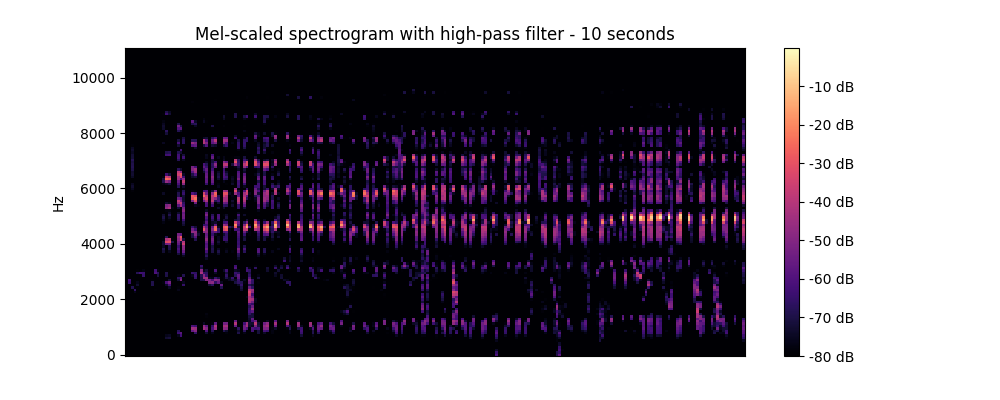 Mel-scaled spectrogram with high-pass filter - 10 seconds
Hz
10000
8000
6000
4000
2000
0
-10 dB
-20 dB
-30 dB
-40 dB
-50 dB
-60 dB
-70 dB
-80 dB